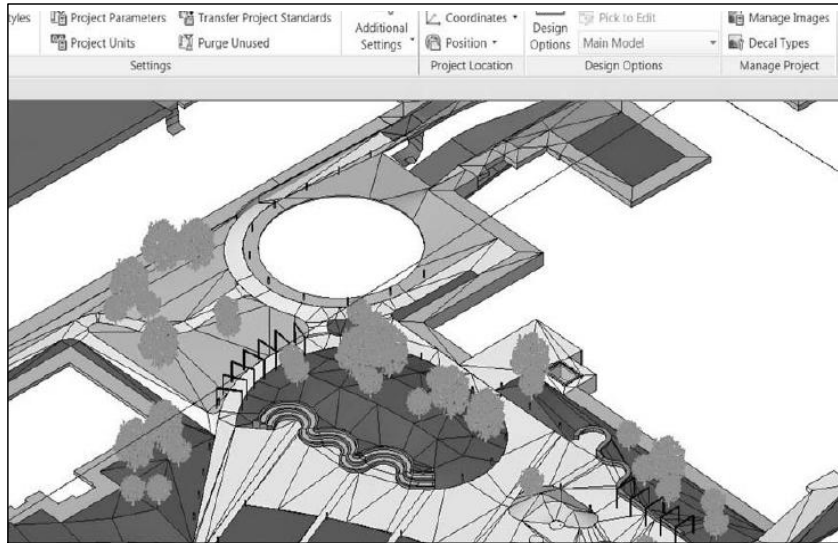 yles
Project Parameters
Transfer Project Standards
Project Units
Purge Unused
Settings
Additional
Settings
Coordinates
Position
Project Location
Design
Options
Pick to Edit
Main Model
Design Options
Manage Images
Decal Types
Manage Project